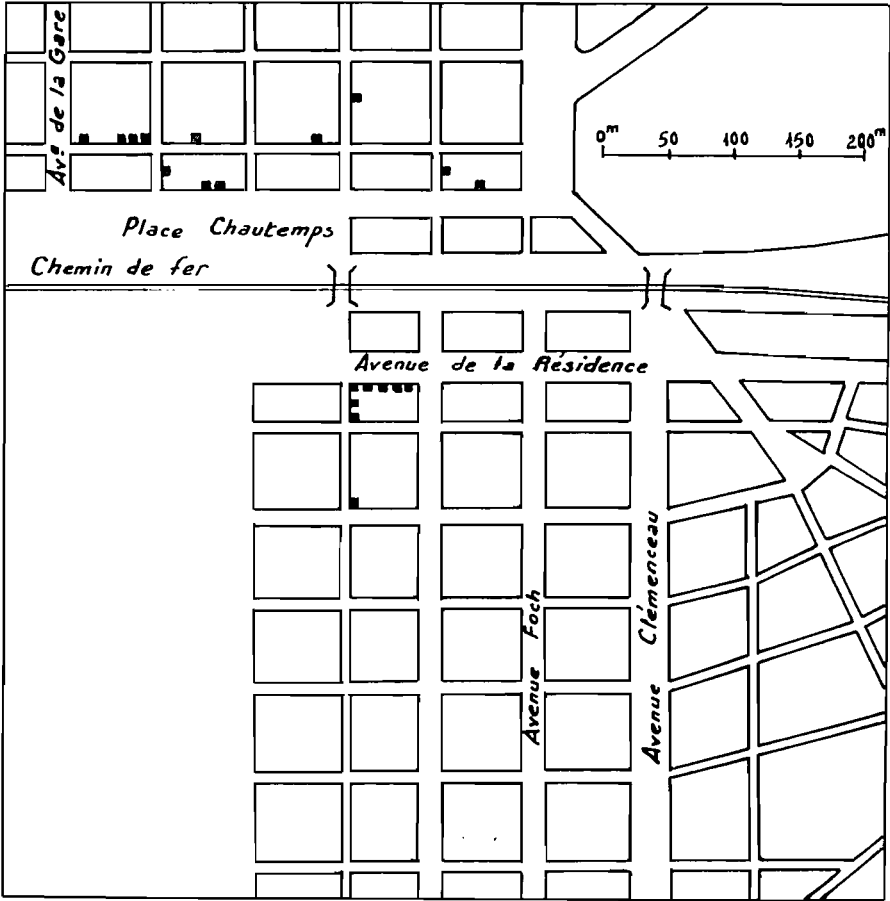 Avᵉ de la Gare
0ᵐ 50 100 150 200ᵐ
Place Chautemps
Chemin de fer
Avenue de la Résidence
Avenue Foch
Avenue Clémenceau